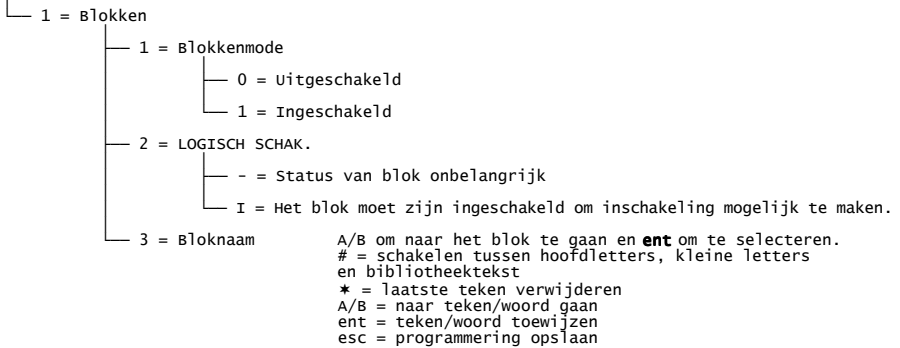 1 = Blokken
1 = Blokkenmode
0 = Uitgeschakeld
1 = Ingeschakeld
2 = LOGISCH SCHAK.
- = Status van blok onbelangrijk
I = Het blok moet zijn ingeschakeld om inschakeling mogelijk te maken.
3 = Bloknaam A/B om naar het blok te gaan en ent om te selecteren.
# = schakelen tussen hoofdletters, kleine letters
en bibliotheektekst
✶ = laatste teken verwijderen
A/B = naar teken/woord gaan
ent = teken/woord toewijzen
esc = programmering opslaan